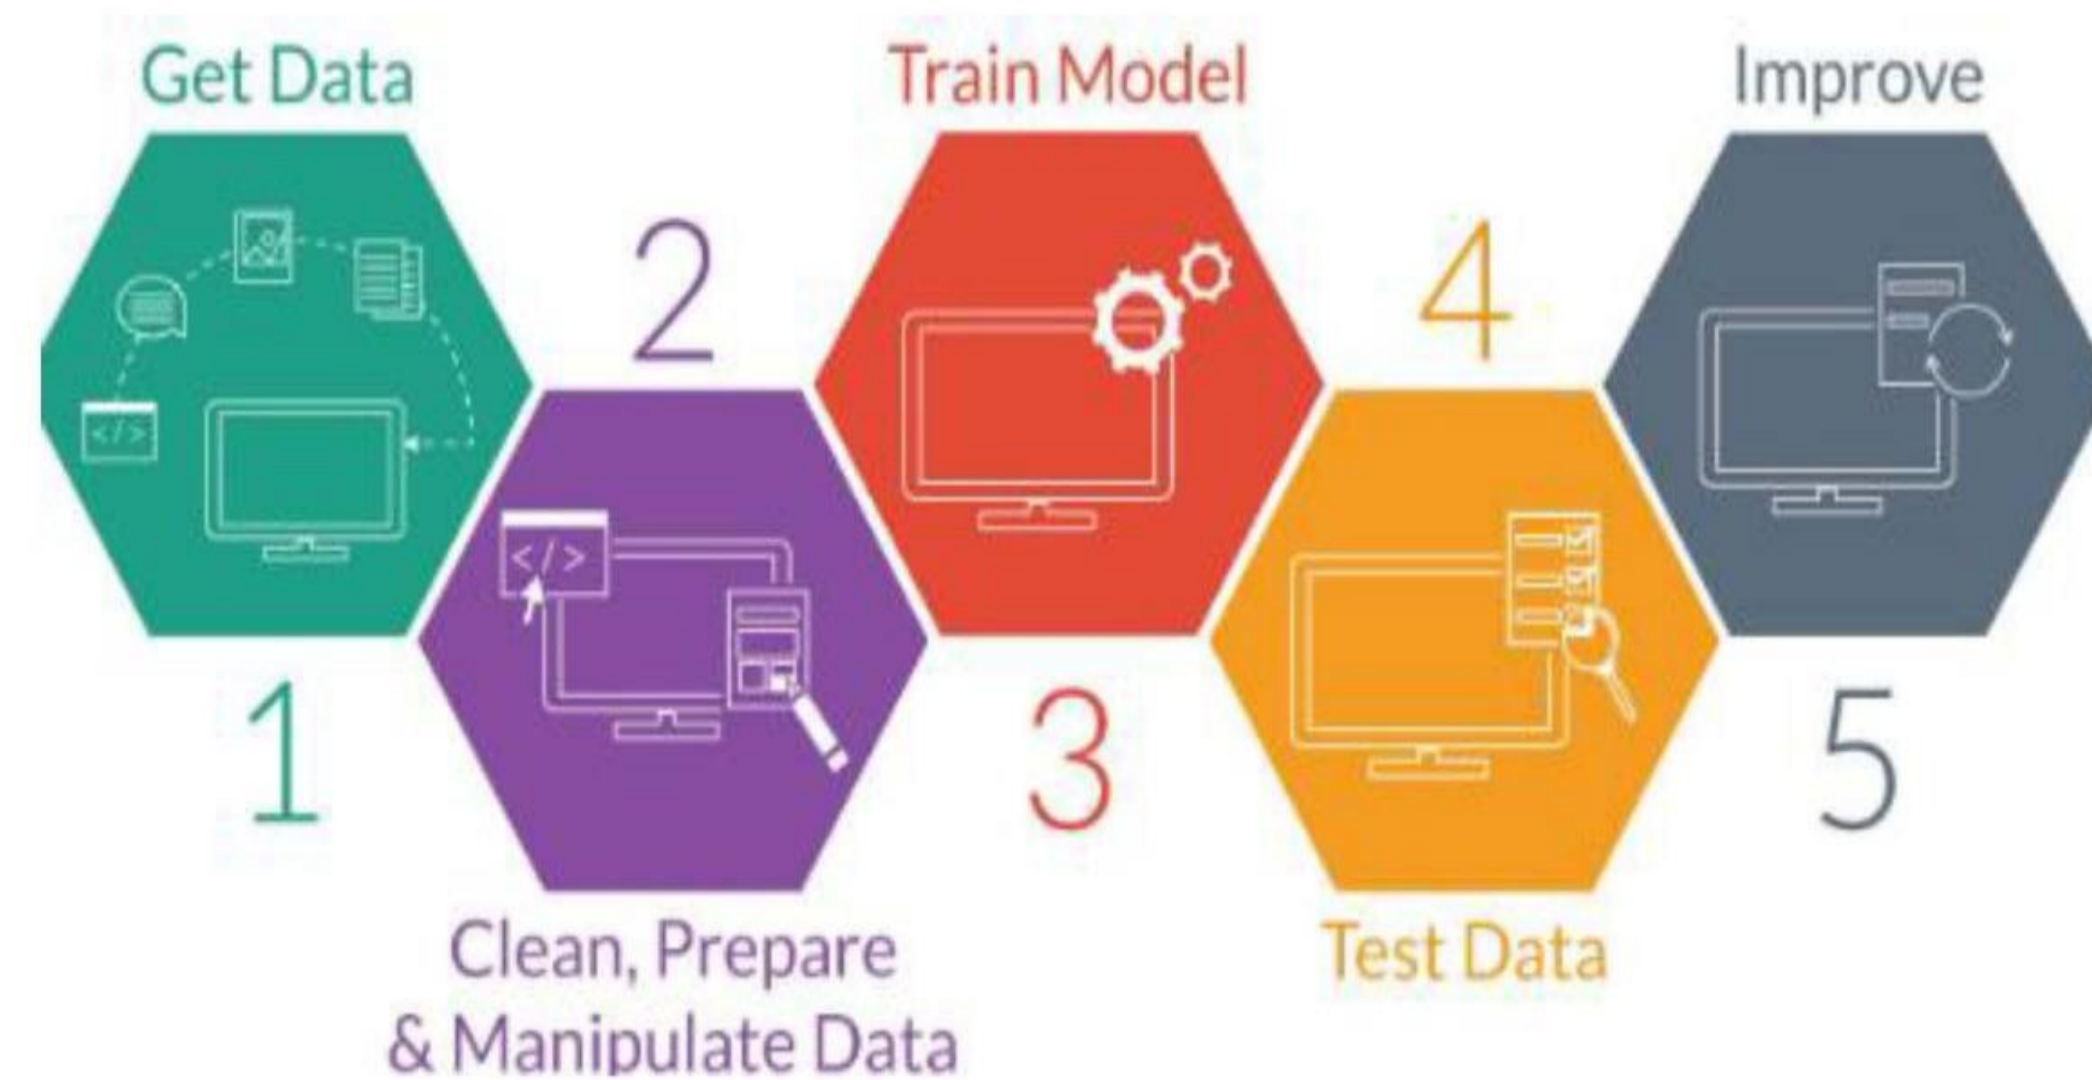 Get Data
1
2
Clean, Prepare
& Manipulate Data
</>
</>
Train Model
3
4
Test Data
Improve
5